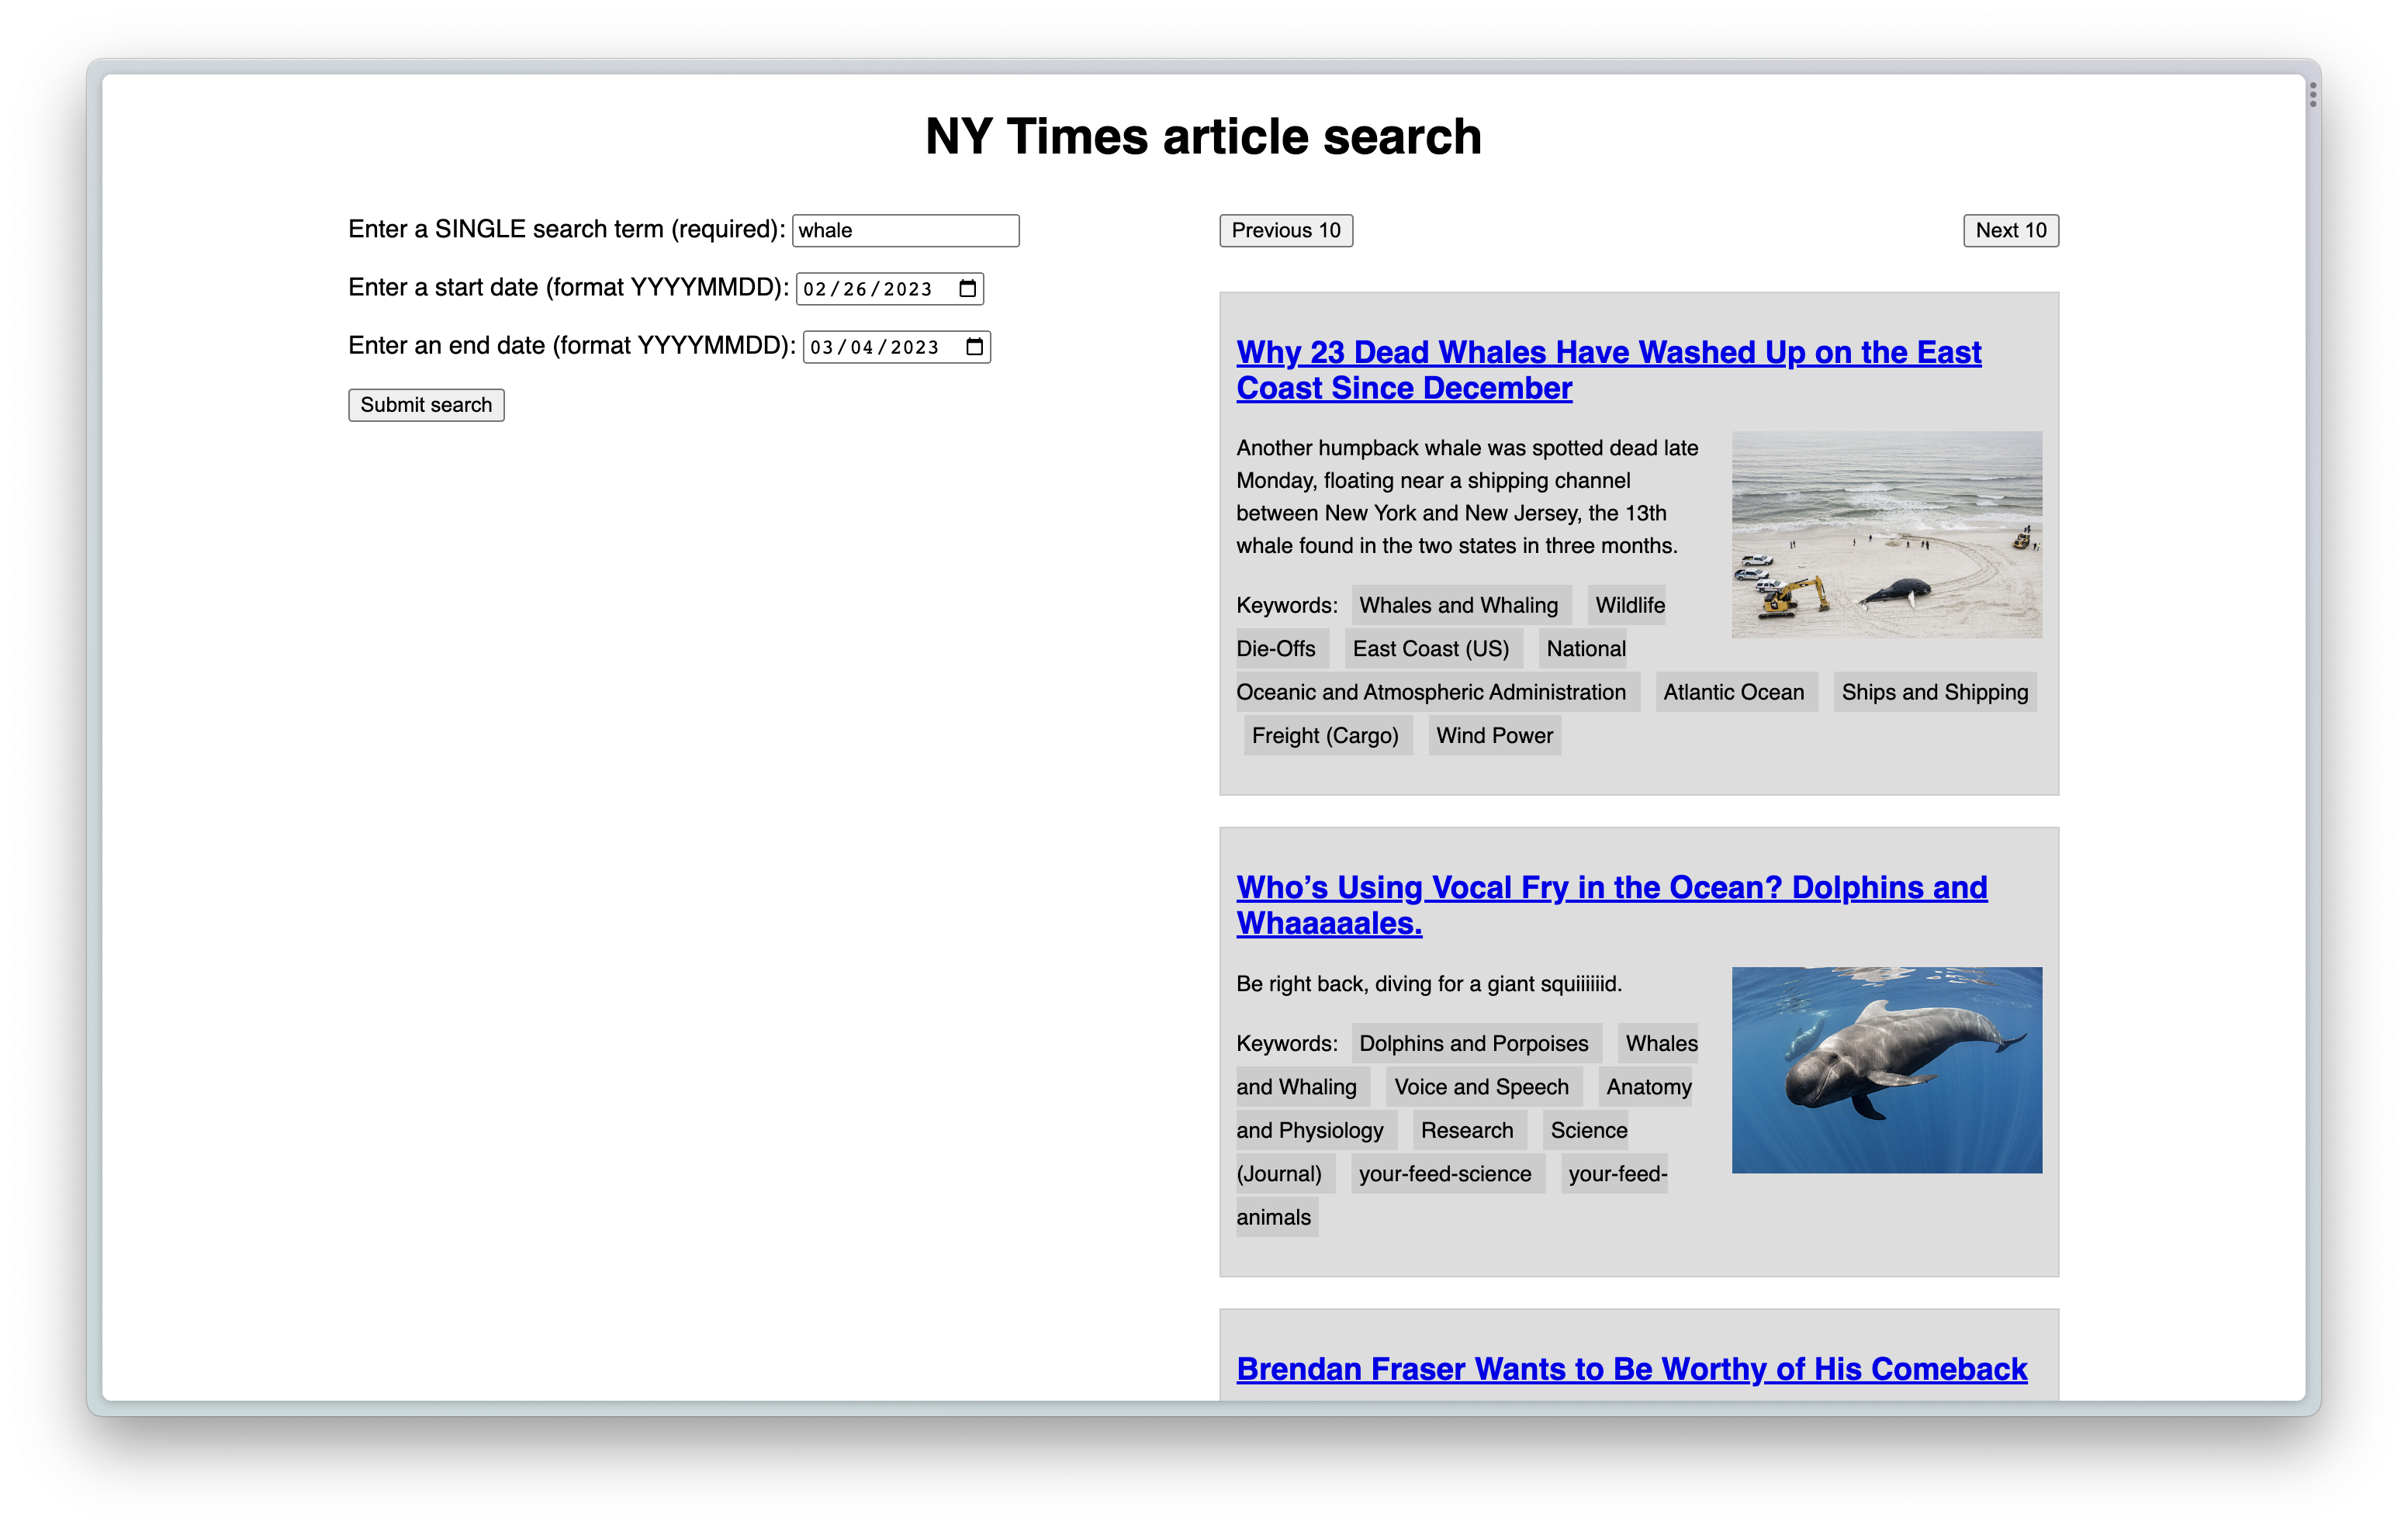 NY Times article search
Enter a SINGLE search term (required): whale
Enter a start date (format YYYYMMDD): 02/26/2023
Enter an end date (format YYYYMMDD): 03/04/2023
Submit search
Previous 10 Next 10
Why 23 Dead Whales Have Washed Up on the East
Coast Since December
Another humpback whale was spotted dead late
Monday, floating near a shipping channel
between New York and New Jersey, the 13th
whale found in the two states in three months.
Keywords: Whales and Whaling Wildlife
Die-Offs East Coast (US) National
Oceanic and Atmospheric Administration Atlantic Ocean Ships and Shipping
Freight (Cargo) Wind Power
Who’s Using Vocal Fry in the Ocean? Dolphins and
Whaaaaales.
Be right back, diving for a giant squiiiiiid.
Keywords: Dolphins and Porpoises Whales
and Whaling Voice and Speech Anatomy
and Physiology Research Science
(Journal) your-feed-science your-feed-
animals
Brendan Fraser Wants to Be Worthy of His Comeback